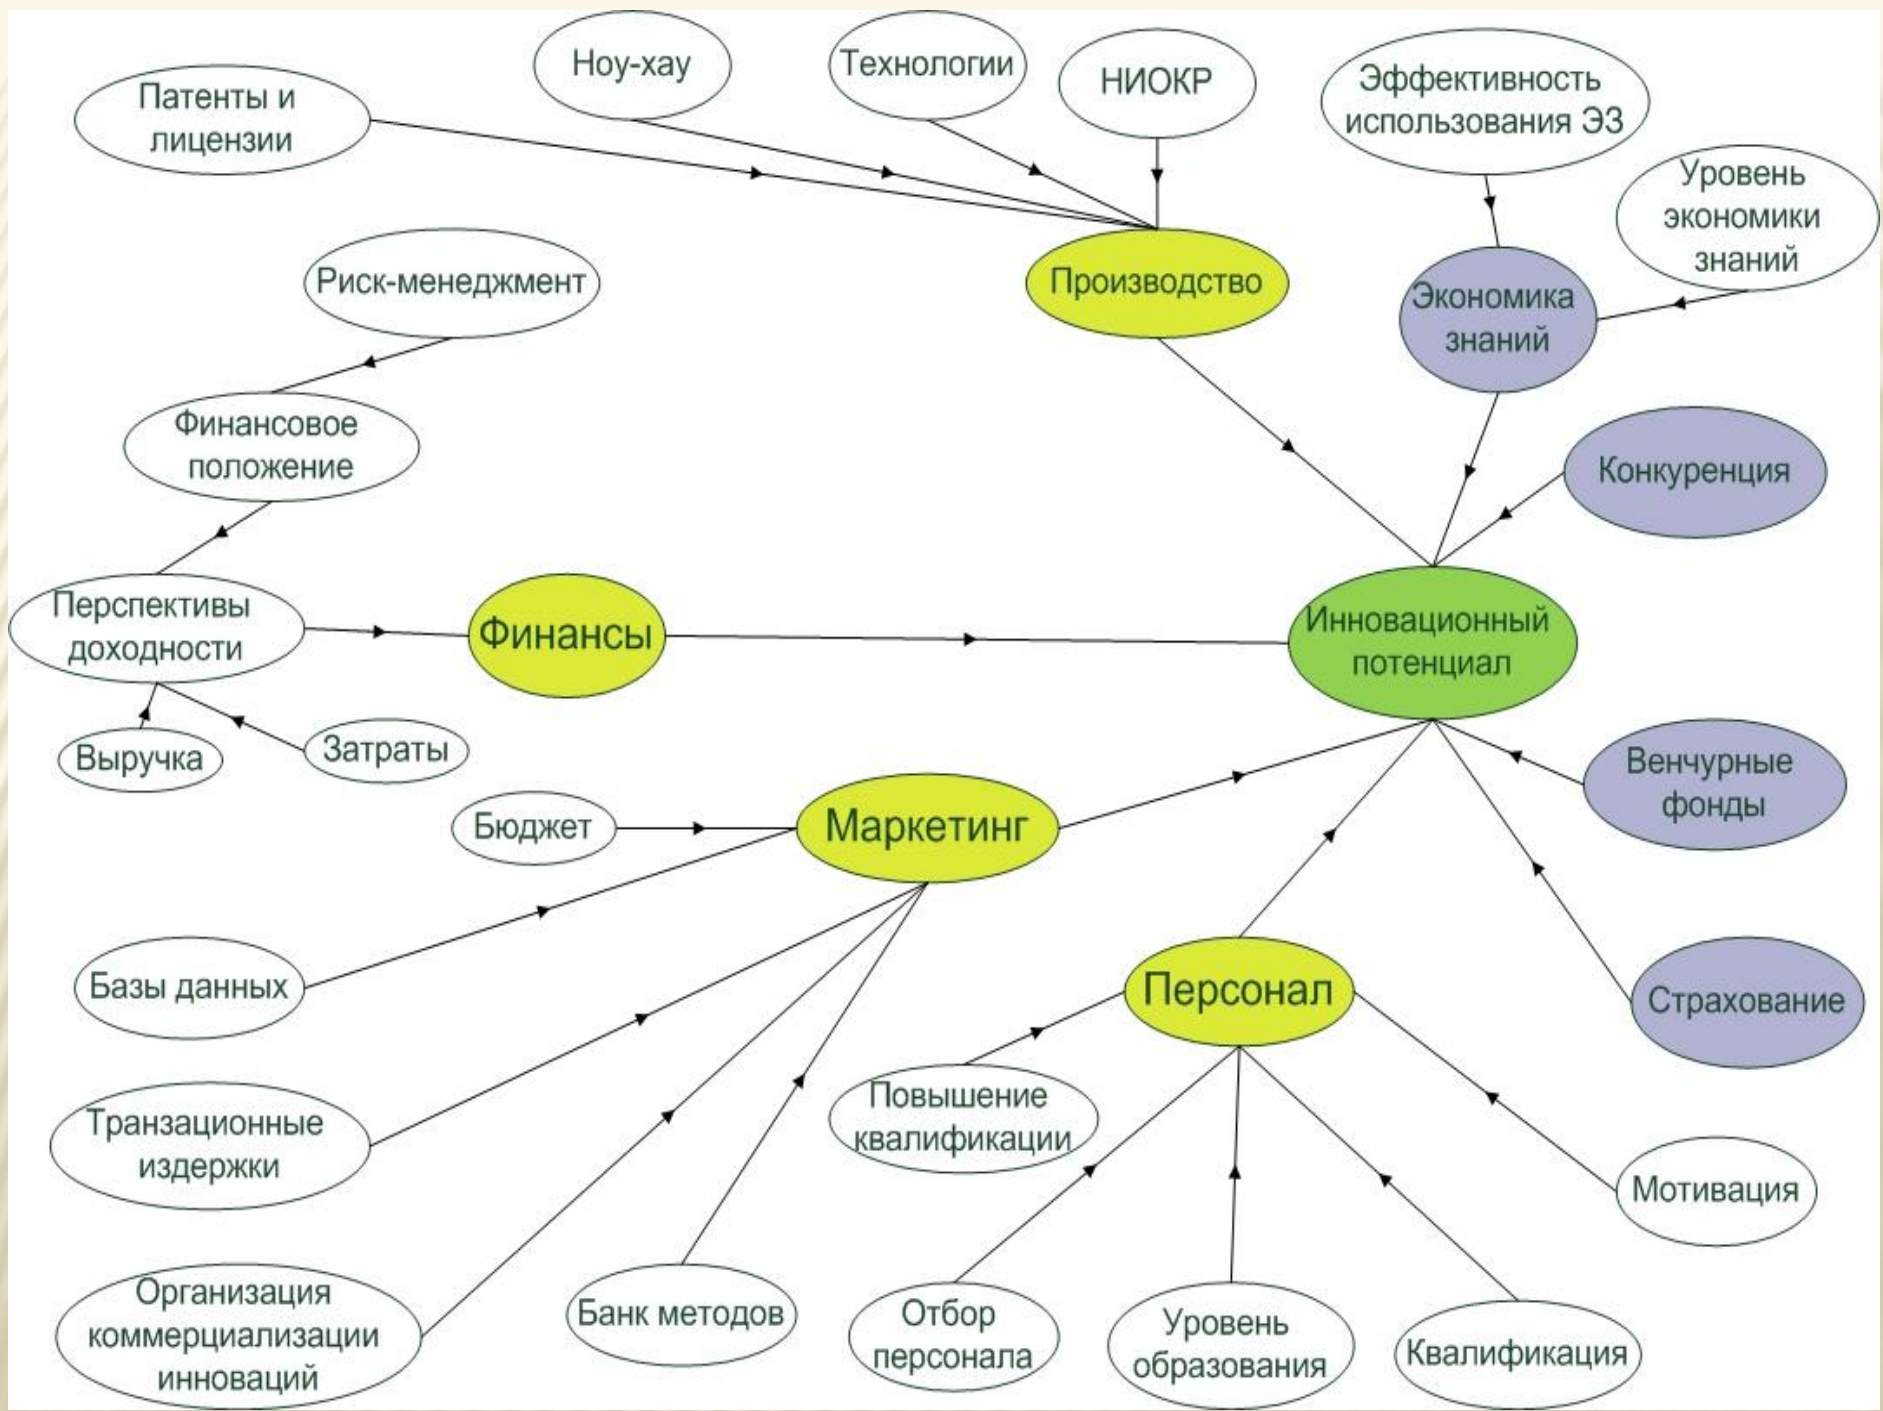 Ноу-хау
Технологии
НИОКР
Эффективность
использования ЭЗ
Патенты и
лицензии
Уровень
экономики
знаний
Риск-менеджмент
Производство
Экономика
знаний
Финансовое
положение
Конкуренция
Перспективы
доходности
Финансы
Инновационный
потенциал
Выручка
Затраты
Венчурные
фонды
Бюджет
Маркетинг
Базы данных
Персонал
Страхование
Транзационные
издержки
Повышение
квалификации
Мотивация
Организация
коммерциализации
инноваций
Банк методов
Отбор
персонала
Уровень
образования
Квалификация